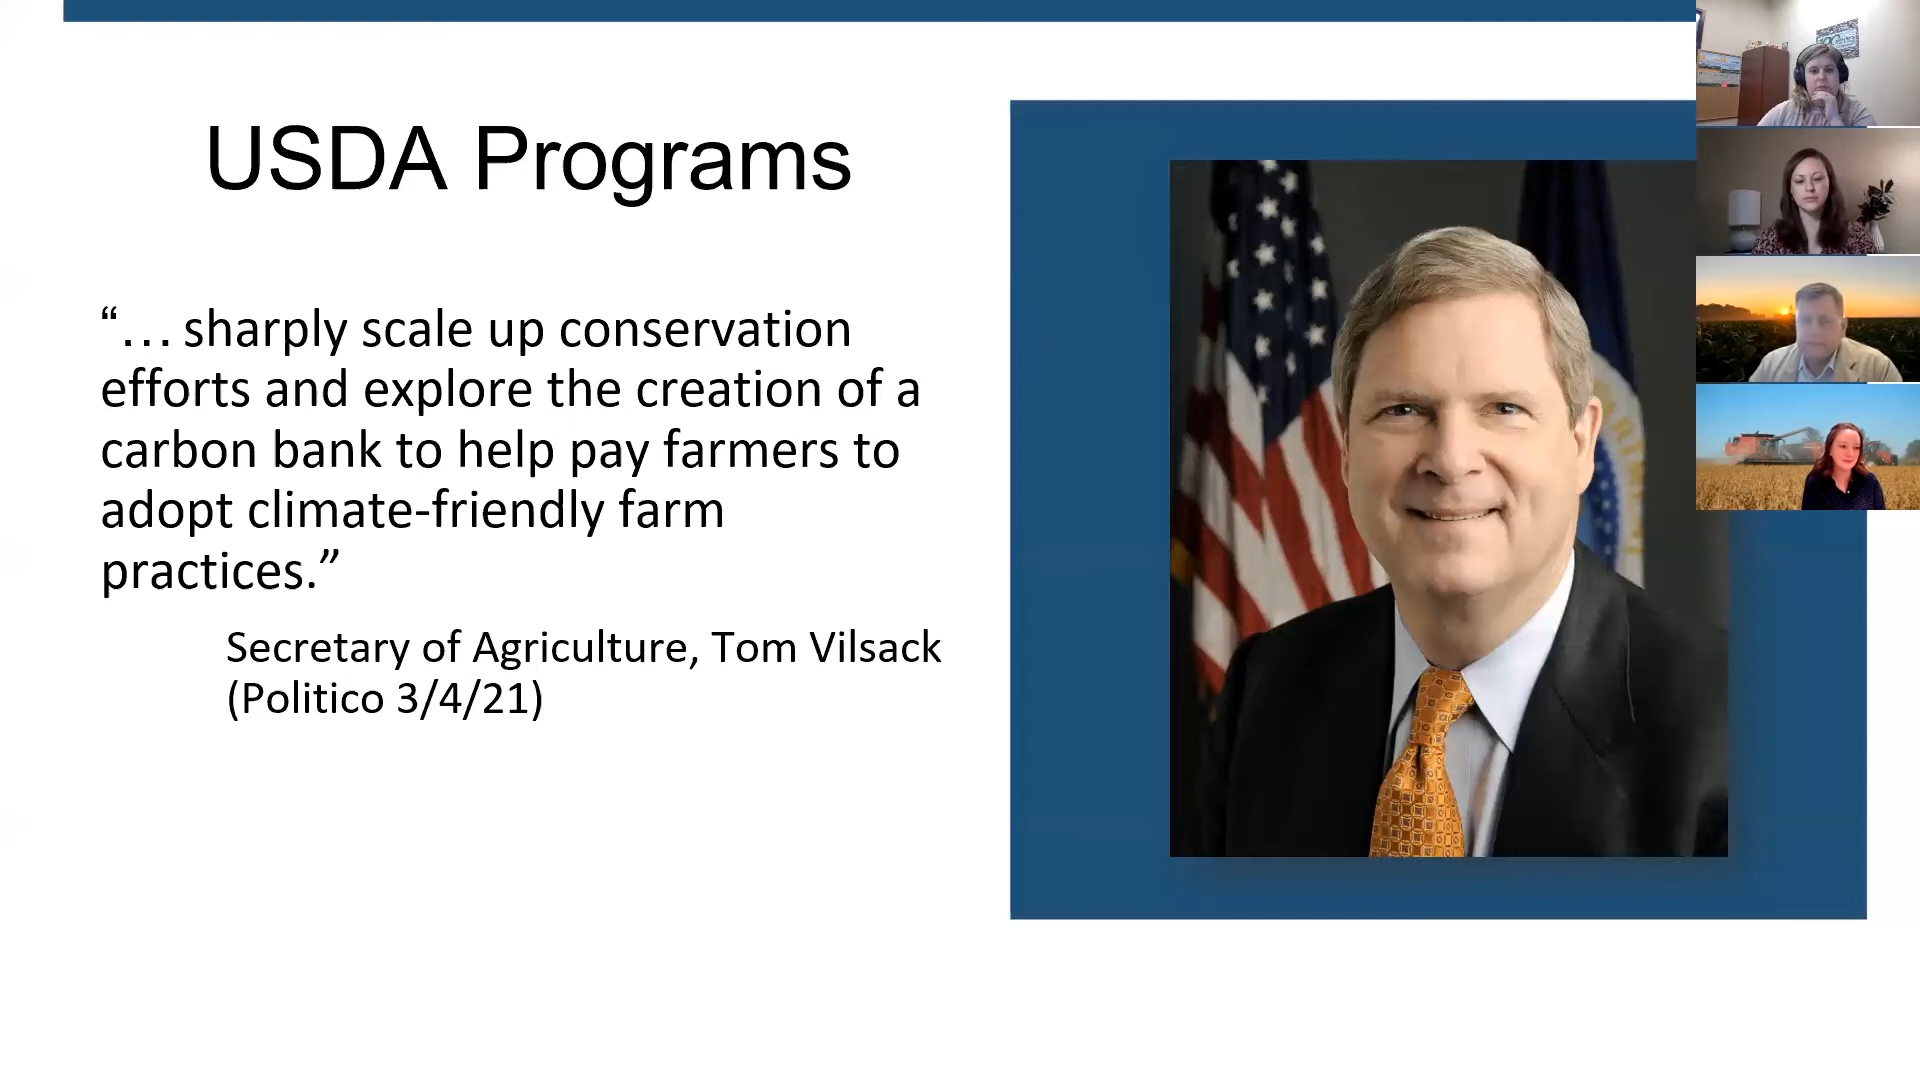 USDA Programs
“… sharply scale up conservation
efforts and explore the creation of a
carbon bank to help pay farmers to
adopt climate-friendly farm
practices.”
Secretary of Agriculture, Tom Vilsack
(Politico 3/4/21)